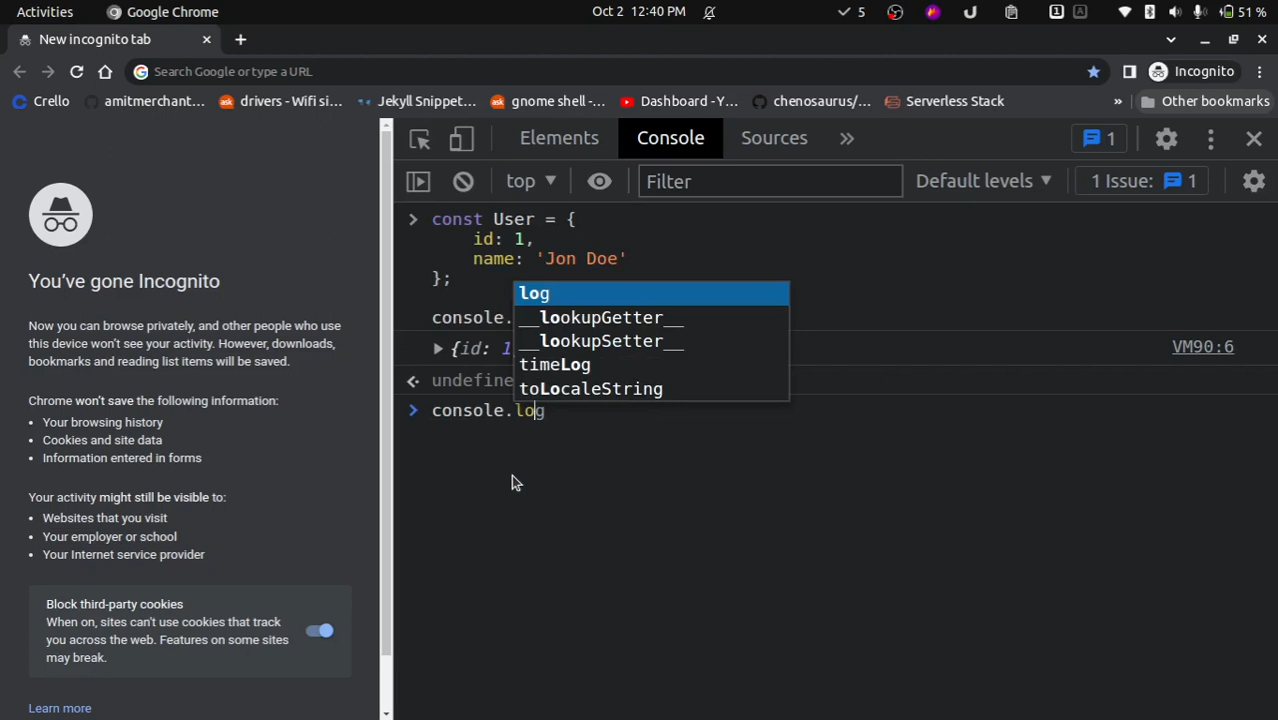 Activities Google Chrome Oct 2 12:40 PM 5 1 A 51 %
New incognito tab
Search Google or type a URL Incognito
Crello amitmerchant... drivers - Wifi si... Jekyll Snippet... gnome shell -... Dashboard - Y... chenosaurus/... Serverless Stack » Other bookmarks
Elements Console Sources » 1
top Filter Default levels 1 Issue: 1
You've gone Incognito
Now you can browse privately, and other people who use
this device won't see your activity. However, downloads,
bookmarks and reading list items will be saved.
Chrome won't save the following information:
Your browsing history
Cookies and site data
Information entered in forms
Your activity might still be visible to:
Websites that you visit
Your employer or school
Your Internet service provider
Block third-party cookies
When on, sites can't use cookies that track
you across the web. Features on some sites
may break.
Learn more
const User = {
id: 1,
name: 'Jon Doe'
};
console.
{id: 1 VM90:6
undefine
console.log
log
__lookupGetter__
__lookupSetter__
timeLog
toLocaleString